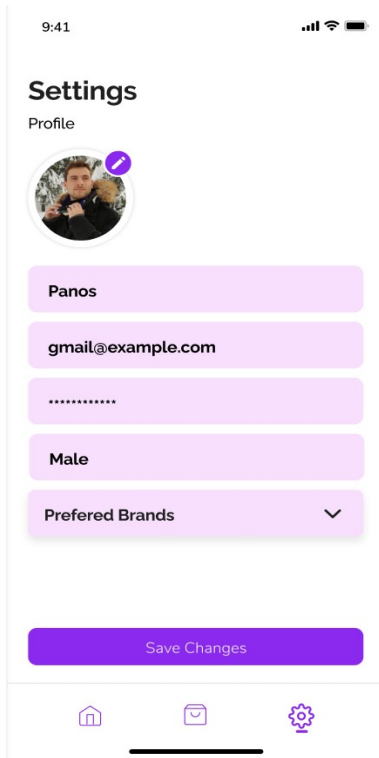 9:41
Settings
Profile
Panos
gmail@example.com
************
Male
Prefered Brands
Save Changes